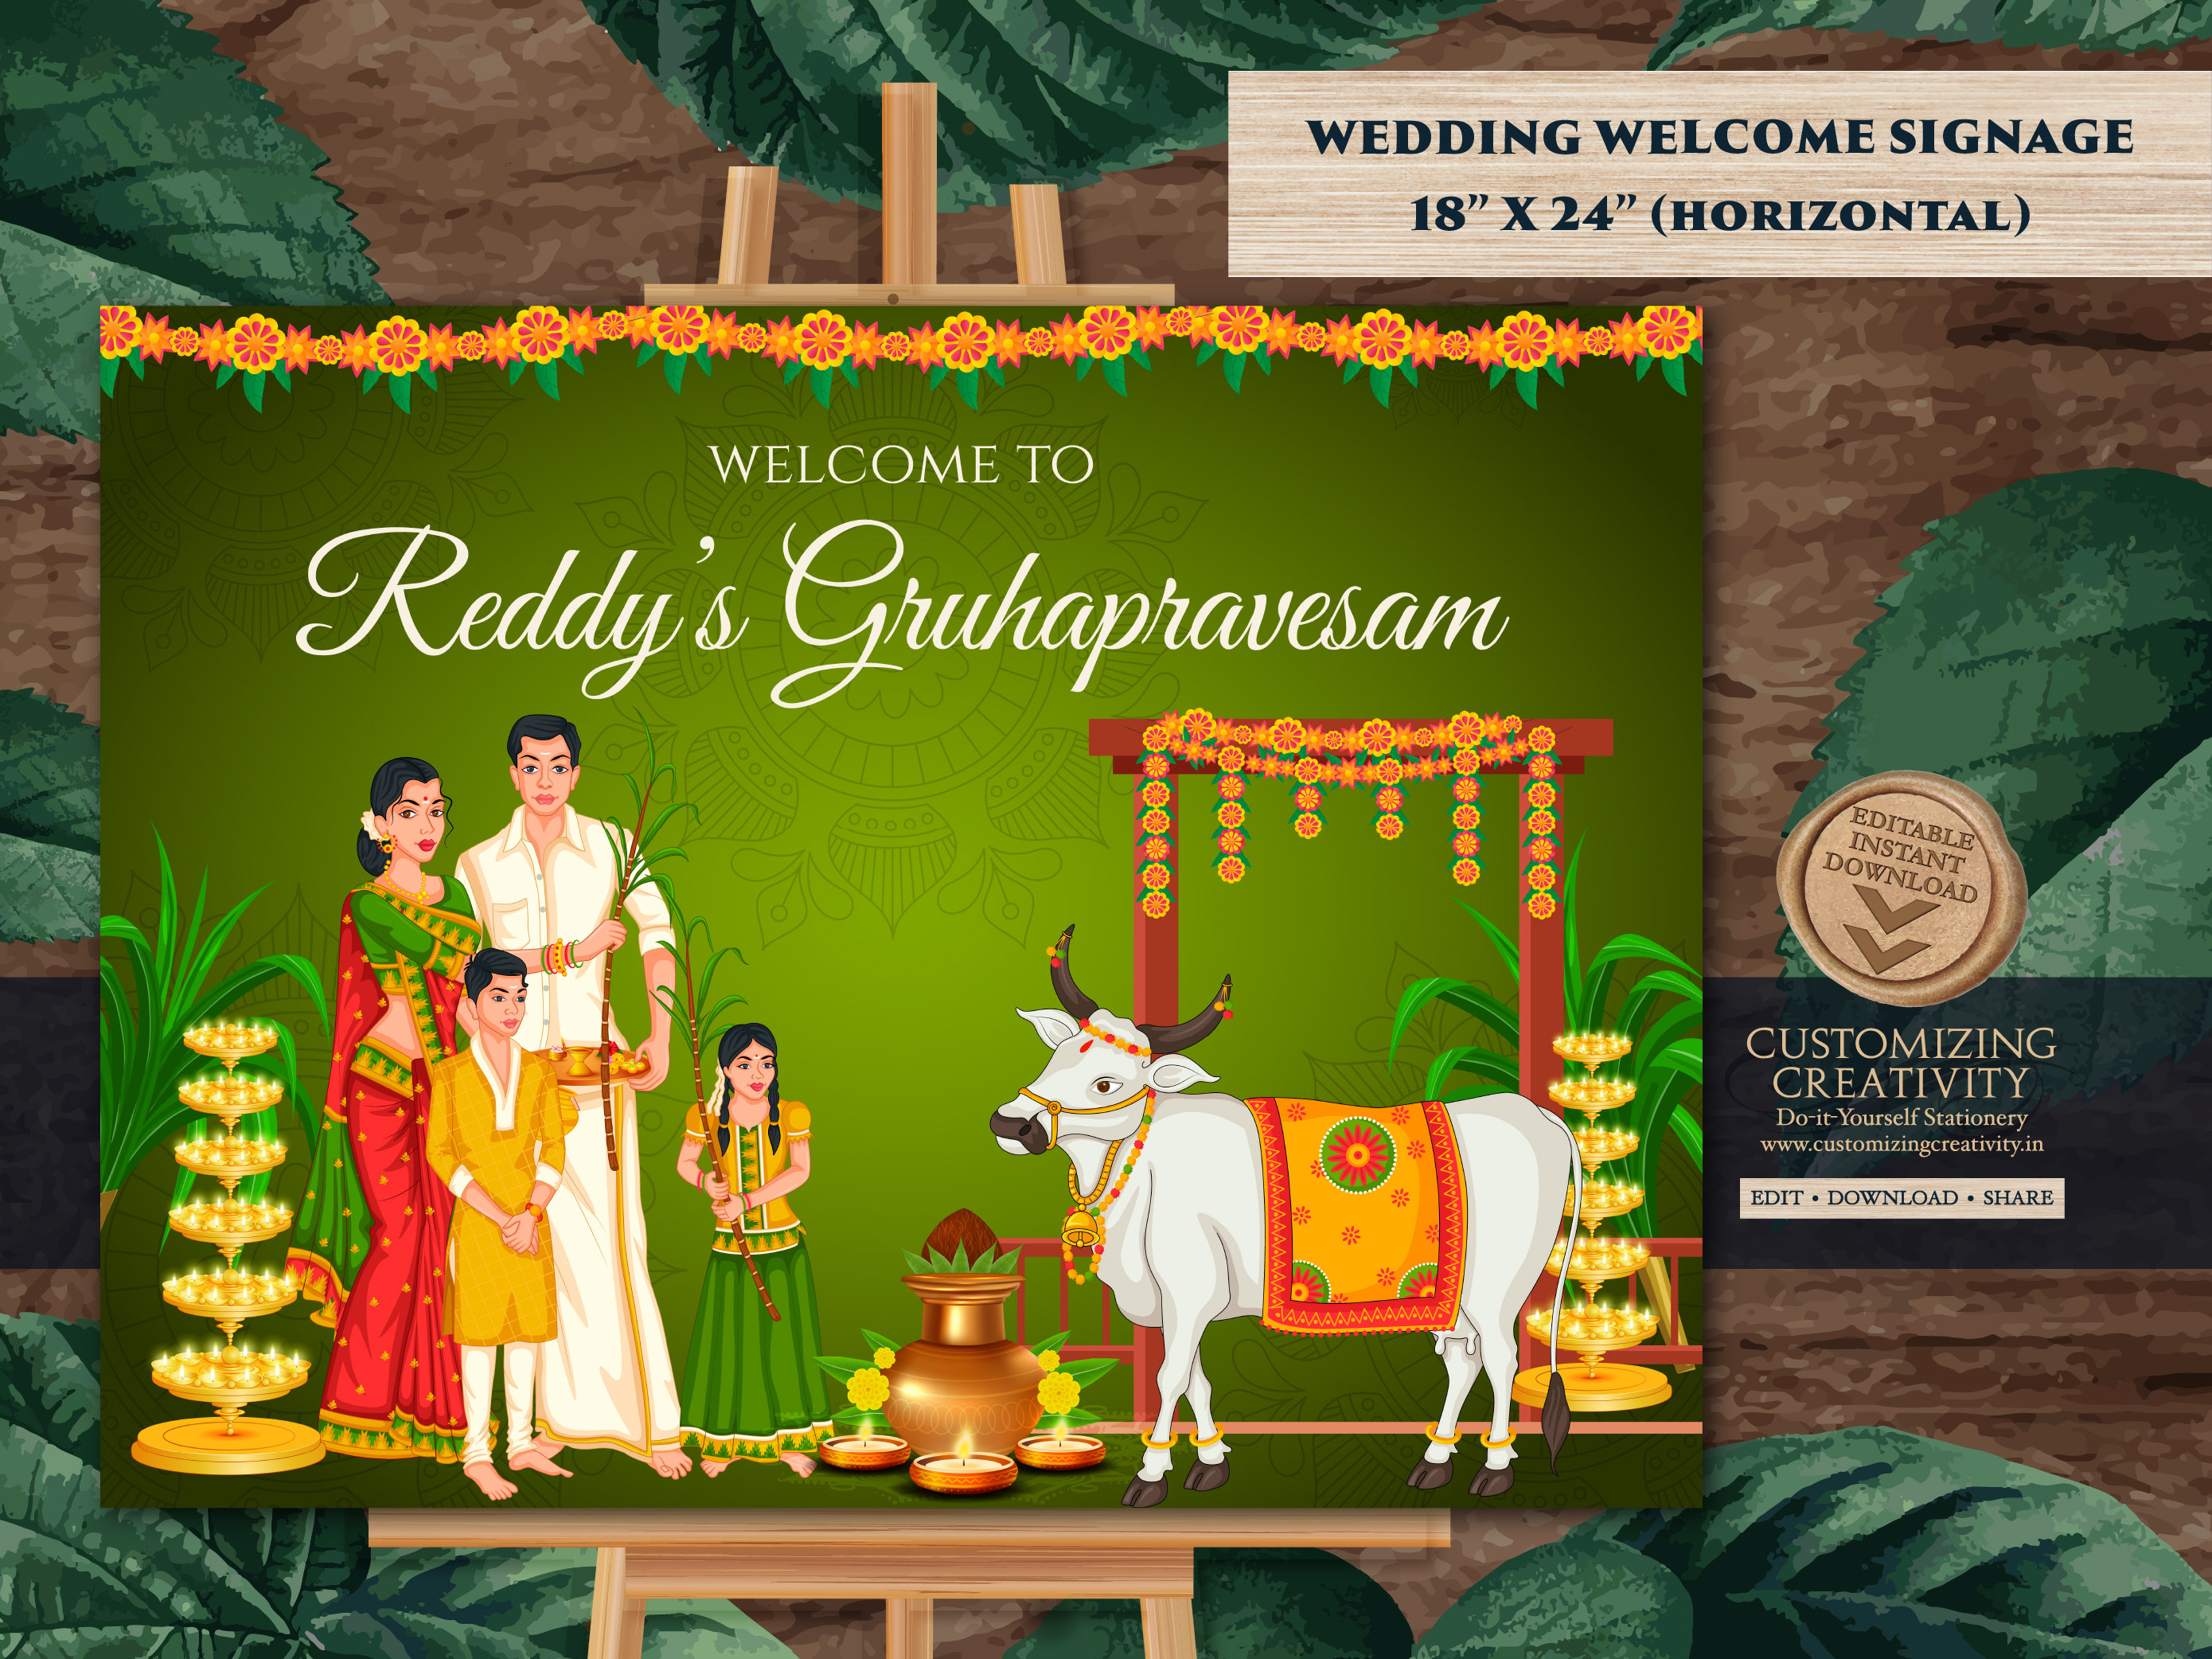 WEDDING WELCOME SIGNAGE
18” X 24” (HORIZONTAL)
WELCOME TO
Reddy’s Gruhapravesam
EDITABLE
INSTANT
DOWNLOAD
CUSTOMIZING
CREATIVITY
Do-it-Yourself Stationery
www.customizingcreativity.in
EDIT • DOWNLOAD • SHARE